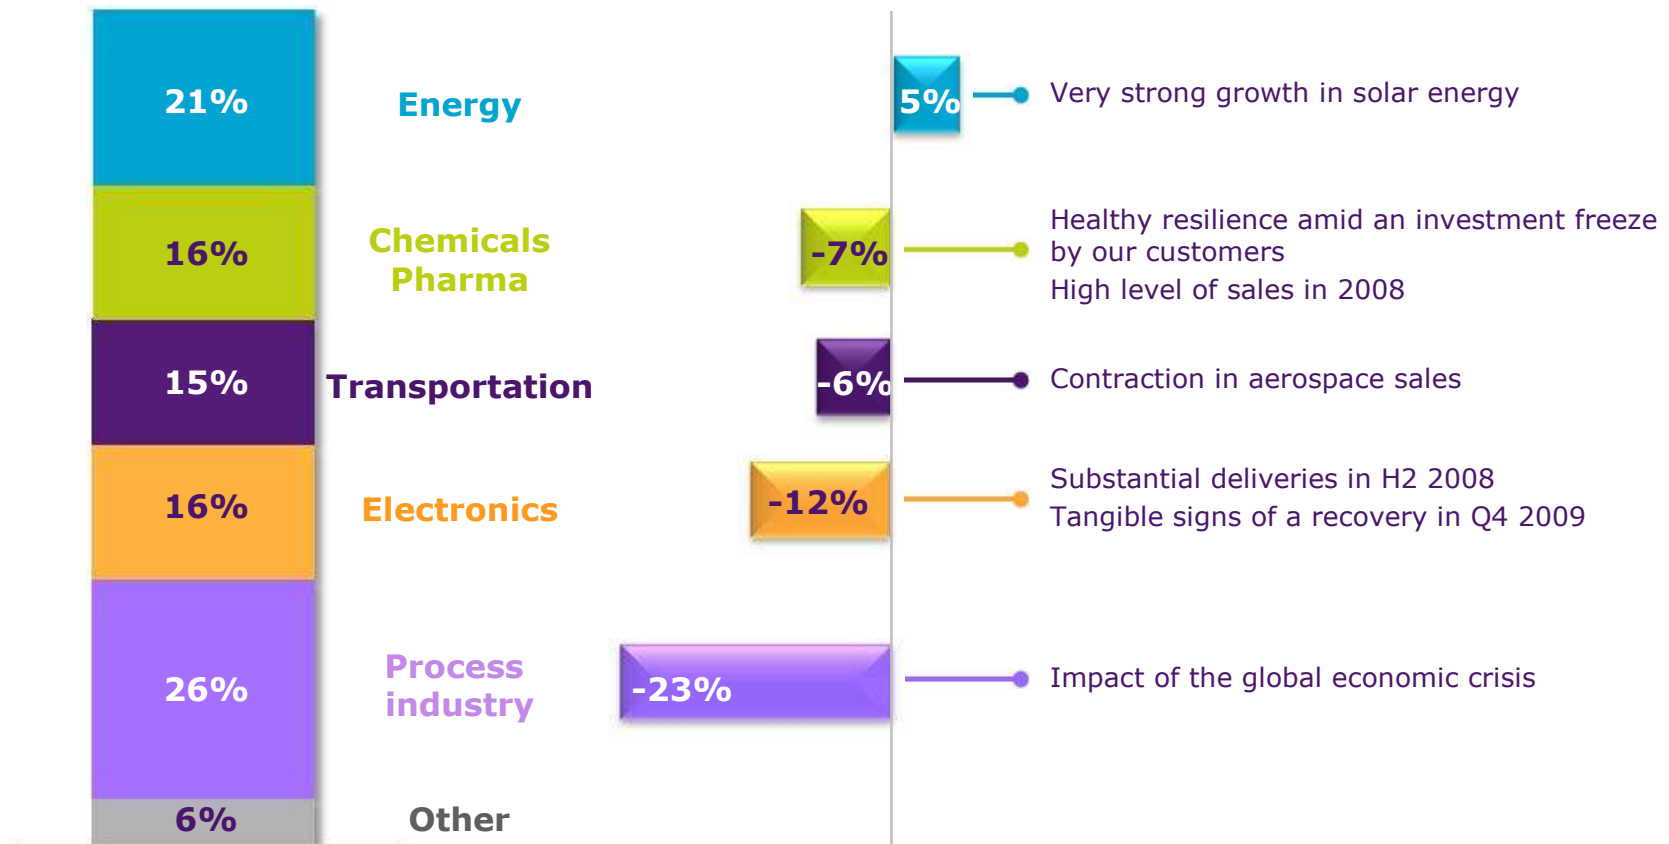 21%
Energy
5%
Very strong growth in solar energy
16%
Chemicals
Pharma
-7%
Healthy resilience amid an investment freeze
by our customers
High level of sales in 2008
15%
Transportation
-6%
Contraction in aerospace sales
16%
Electronics
-12%
Substantial deliveries in H2 2008
Tangible signs of a recovery in Q4 2009
26%
Process
industry
-23%
Impact of the global economic crisis
6%
Other